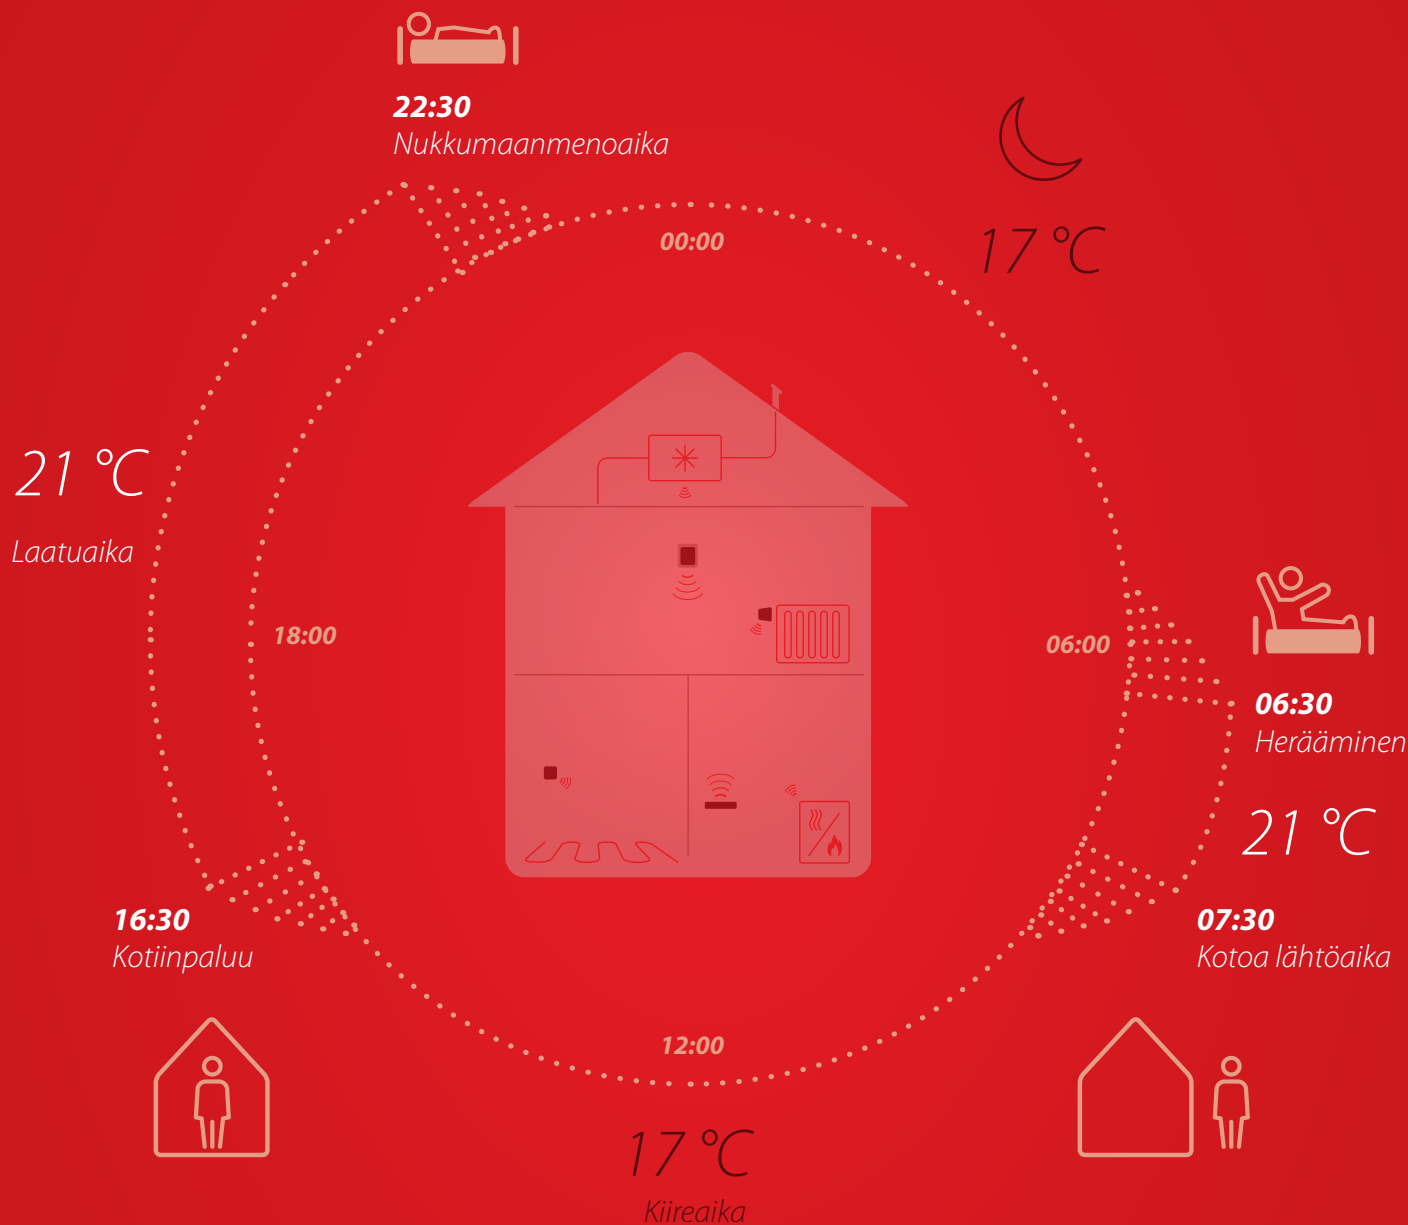 22:30
Nukkumaanmenoaika
00:00
17 °C
21 °C
Laatuaika
18:00
06:00
06:30
Herääminen
21 °C
16:30
Kotiinpaluu
07:30
Kotoa lähtöaika
12:00
17 °C
Kiireaika